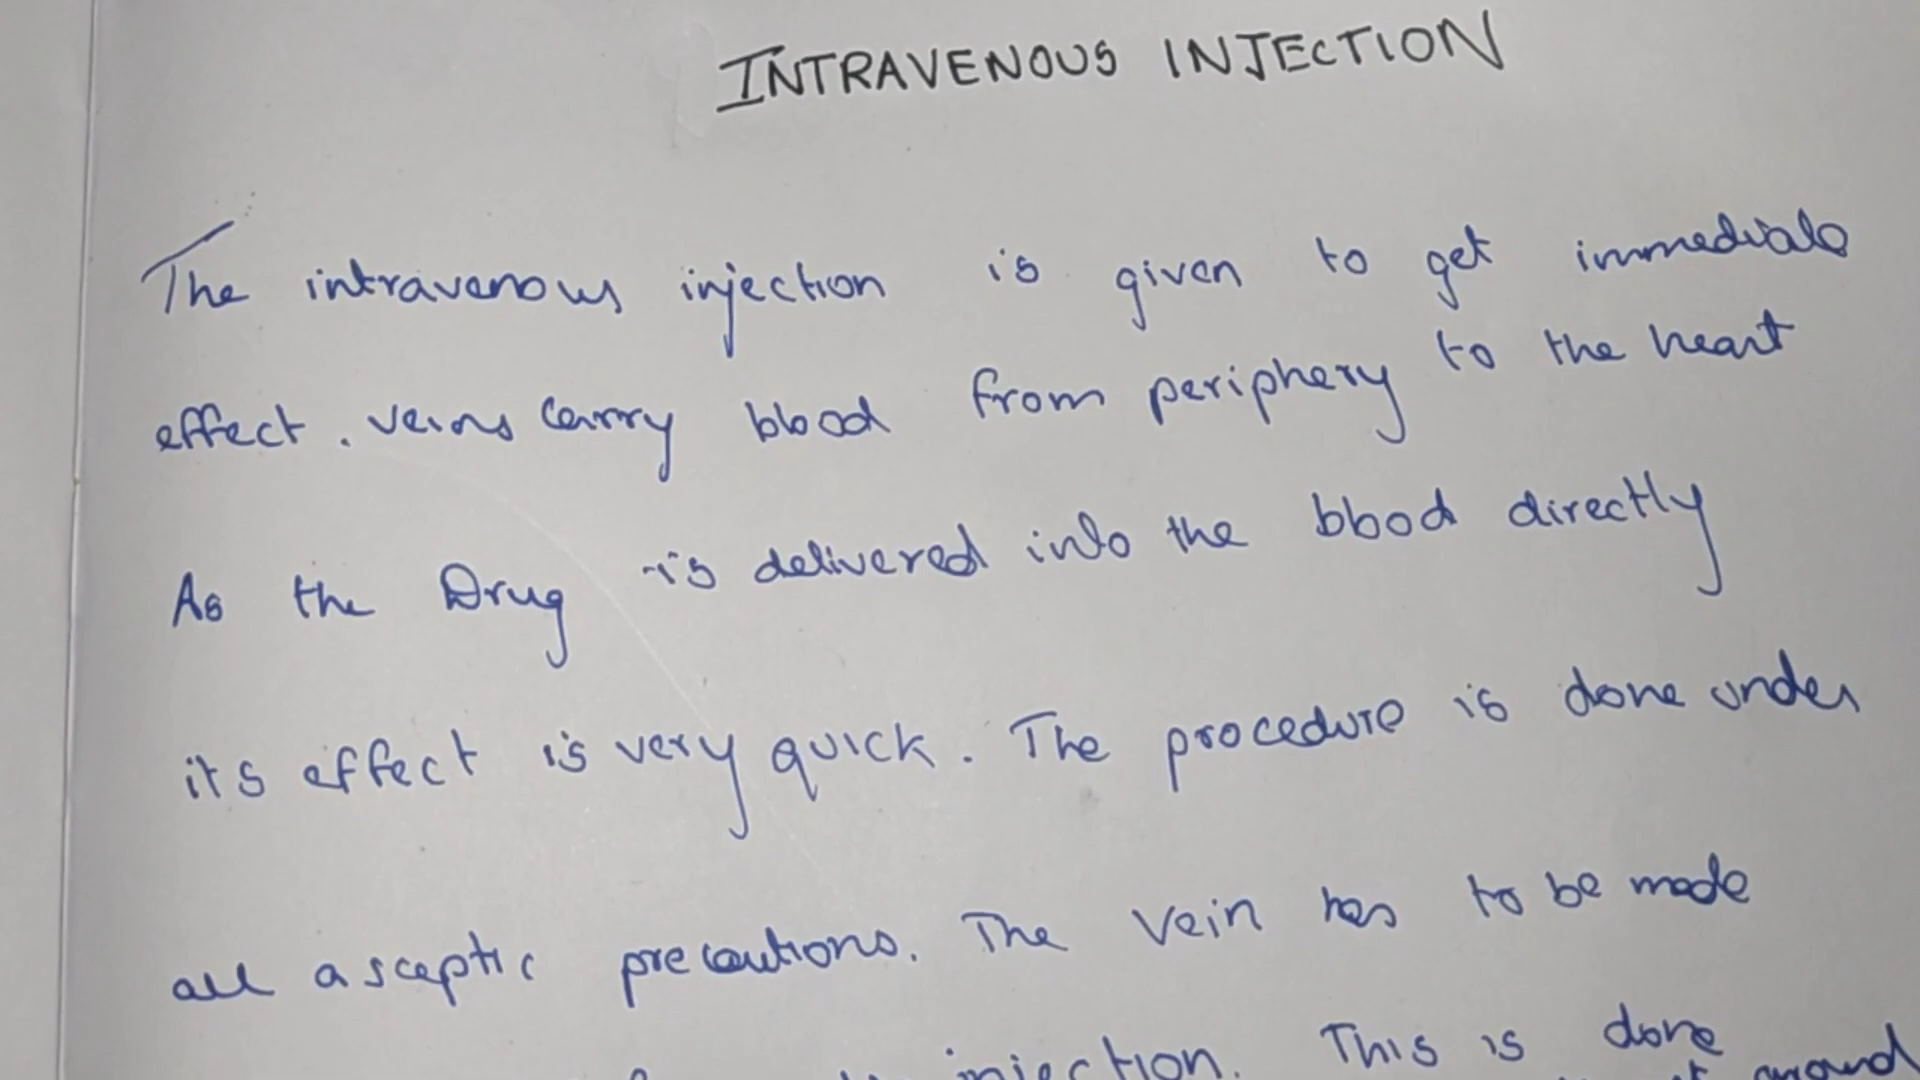 INTRAVENOUS INJECTION
The intravenous injection is given to get immediate
effect. veins carry blood from periphery to the heart
As the Drug is delivered into the blood directly
its effect is very quick. The procedure is done under
all asceptic precautions. The vein has to be made
injection. This is done
around